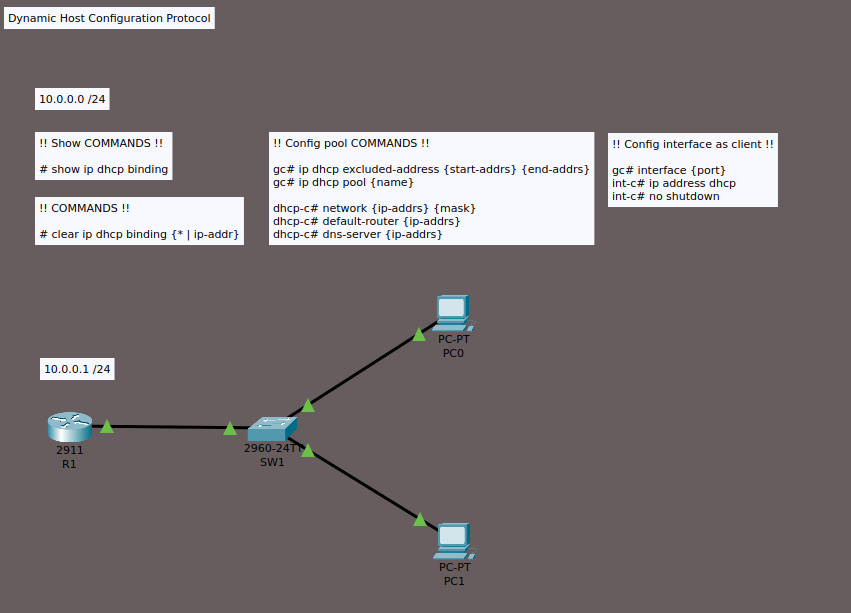 Dynamic Host Configuration Protocol
10.0.0.0 /24
!! Show COMMANDS !!
# show ip dhcp binding
!! COMMANDS !!
# clear ip dhcp binding {* | ip-addr}
!! Config pool COMMANDS !!
gc# ip dhcp excluded-address {start-addrs} {end-addrs}
gc# ip dhcp pool {name}
dhcp-c# network {ip-addrs} {mask}
dhcp-c# default-router {ip-addrs}
dhcp-c# dns-server {ip-addrs}
!! Config interface as client !!
gc# interface {port}
int-c# ip address dhcp
int-c# no shutdown
PC-PT
PC0
10.0.0.1 /24
2911
R1
2960-24TT
SW1
PC-PT
PC1